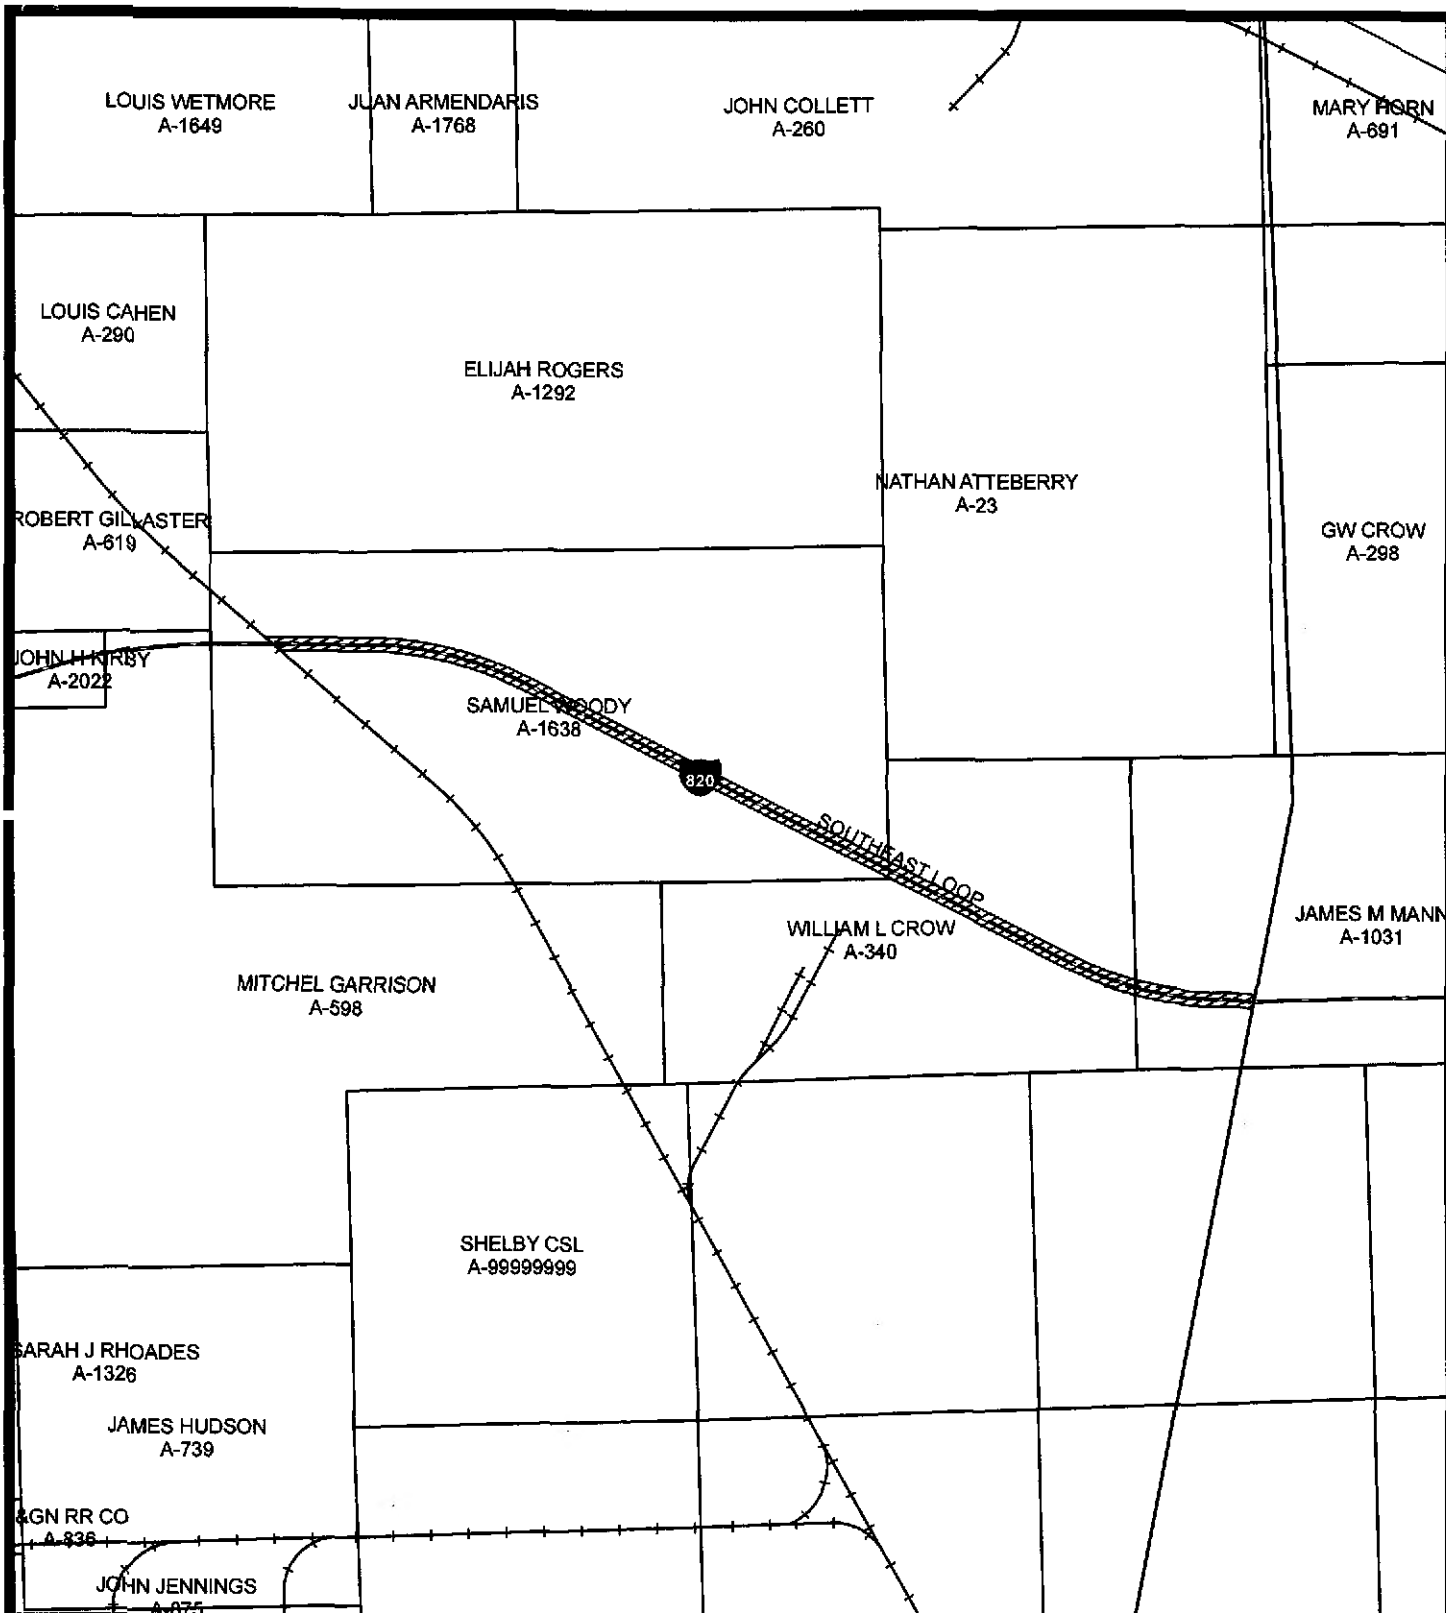 LOUIS WETMORE
A-1649
JUAN ARMENDARIS
A-1768
JOHN COLLETT
A-260
MARY HORN
A-691
LOUIS CAHEN
A-290
ELIJAH ROGERS
A-1292
NATHAN ATTEBERRY
A-23
GW CROW
A-298
ROBERT GILLASTER
A-619
JOHN H KIRBY
A-2022
SAMUEL WOODY
A-1638
820
SOUTHEAST LOOP
WILLIAM L CROW
A-340
JAMES M MANN
A-1031
MITCHEL GARRISON
A-598
SHELBY CSL
A-99999999
SARAH J RHOADES
A-1326
JAMES HUDSON
A-739
&GN RR CO
A-836
JOHN JENNINGS
A-875